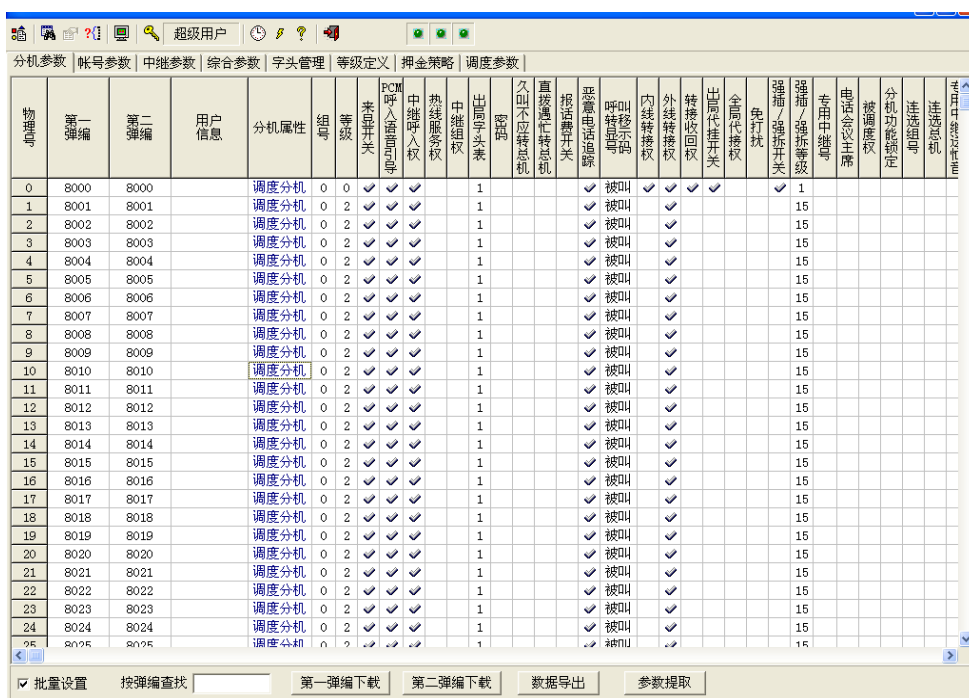 超级用户
分机参数 帐号参数 中继参数 综合参数 字头管理 等级定义 押金策略 调度参数
物理号 第一弹编 第二弹编 用户信息 分机属性 组号 等级 来显开关 PCM呼入语音引导 中继呼入权 热线服务权 中继组权 出局字头表 密码 久叫不应转总机 直拨遇忙转总机 报话费开关 恶意电话追踪 呼叫转移显示号码 内线转接权 外线转接权 转接收回权 出局代挂开关 全局代接权 免打扰 强插/强拆开关 强插/强拆等级 专用中继号 电话会议主席 被调度权 分机功能锁定 连选组号 连选总机
0 8000 8000 调度分机 0 0 ✓ ✓ ✓ 1 ✓ 被叫 ✓ ✓ ✓ ✓ ✓ 1
1 8001 8001 调度分机 0 2 ✓ ✓ ✓ 1 ✓ 被叫 ✓ 15
2 8002 8002 调度分机 0 2 ✓ ✓ ✓ 1 ✓ 被叫 ✓ 15
3 8003 8003 调度分机 0 2 ✓ ✓ ✓ 1 ✓ 被叫 ✓ 15
4 8004 8004 调度分机 0 2 ✓ ✓ ✓ 1 ✓ 被叫 ✓ 15
5 8005 8005 调度分机 0 2 ✓ ✓ ✓ 1 ✓ 被叫 ✓ 15
6 8006 8006 调度分机 0 2 ✓ ✓ ✓ 1 ✓ 被叫 ✓ 15
7 8007 8007 调度分机 0 2 ✓ ✓ ✓ 1 ✓ 被叫 ✓ 15
8 8008 8008 调度分机 0 2 ✓ ✓ ✓ 1 ✓ 被叫 ✓ 15
9 8009 8009 调度分机 0 2 ✓ ✓ ✓ 1 ✓ 被叫 ✓ 15
10 8010 8010 调度分机 0 2 ✓ ✓ ✓ 1 ✓ 被叫 ✓ 15
11 8011 8011 调度分机 0 2 ✓ ✓ ✓ 1 ✓ 被叫 ✓ 15
12 8012 8012 调度分机 0 2 ✓ ✓ ✓ 1 ✓ 被叫 ✓ 15
13 8013 8013 调度分机 0 2 ✓ ✓ ✓ 1 ✓ 被叫 ✓ 15
14 8014 8014 调度分机 0 2 ✓ ✓ ✓ 1 ✓ 被叫 ✓ 15
15 8015 8015 调度分机 0 2 ✓ ✓ ✓ 1 ✓ 被叫 ✓ 15
16 8016 8016 调度分机 0 2 ✓ ✓ ✓ 1 ✓ 被叫 ✓ 15
17 8017 8017 调度分机 0 2 ✓ ✓ ✓ 1 ✓ 被叫 ✓ 15
18 8018 8018 调度分机 0 2 ✓ ✓ ✓ 1 ✓ 被叫 ✓ 15
19 8019 8019 调度分机 0 2 ✓ ✓ ✓ 1 ✓ 被叫 ✓ 15
20 8020 8020 调度分机 0 2 ✓ ✓ ✓ 1 ✓ 被叫 ✓ 15
21 8021 8021 调度分机 0 2 ✓ ✓ ✓ 1 ✓ 被叫 ✓ 15
22 8022 8022 调度分机 0 2 ✓ ✓ ✓ 1 ✓ 被叫 ✓ 15
23 8023 8023 调度分机 0 2 ✓ ✓ ✓ 1 ✓ 被叫 ✓ 15
24 8024 8024 调度分机 0 2 ✓ ✓ ✓ 1 ✓ 被叫 ✓ 15
25 8025 8025 调度分机 0 2 ✓ ✓ ✓ 1 ✓ 被叫 ✓ 15
批量设置 按弹编查找 第一弹编下载 第二弹编下载 数据导出 参数提取